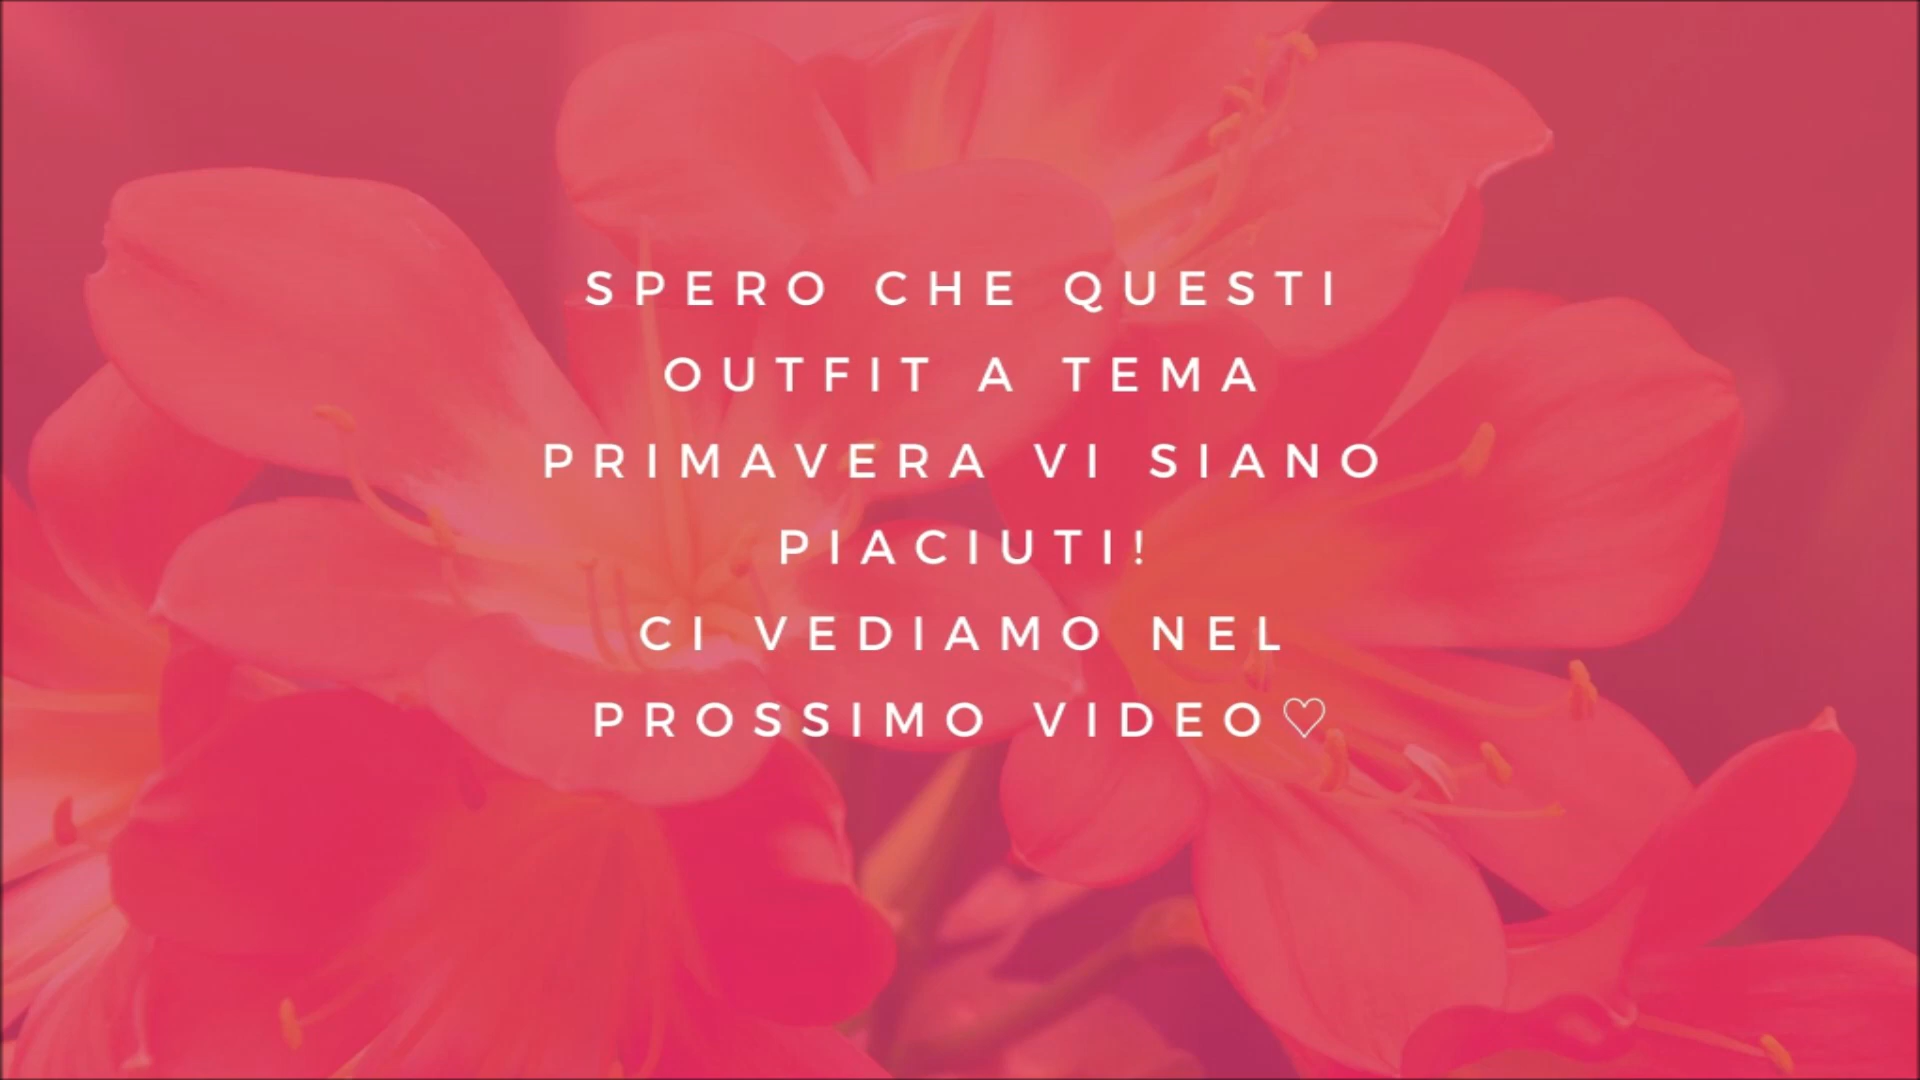 SPERO CHE QUESTI
OUTFIT A TEMA
PRIMAVERA VI SIANO
PIACIUTI!
CI VEDIAMO NEL
PROSSIMO VIDEO♡